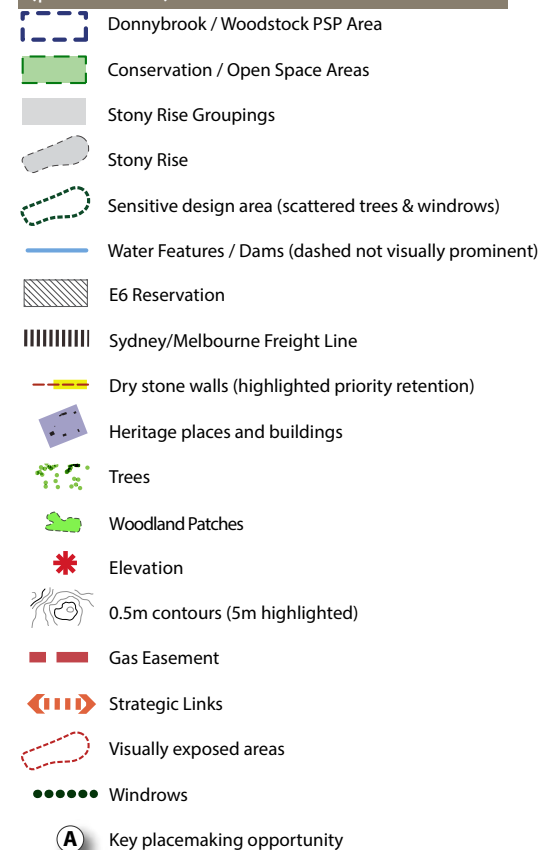 Donnybrook / Woodstock PSP Area
Conservation / Open Space Areas
Stony Rise Groupings
Stony Rise
Sensitive design area (scattered trees & windrows)
Water Features / Dams (dashed not visually prominent)
E6 Reservation
Sydney/Melbourne Freight Line
Dry stone walls (highlighted priority retention)
Heritage places and buildings
Trees
Woodland Patches
Elevation
0.5m contours (5m highlighted)
Gas Easement
Strategic Links
Visually exposed areas
Windrows
A Key placemaking opportunity